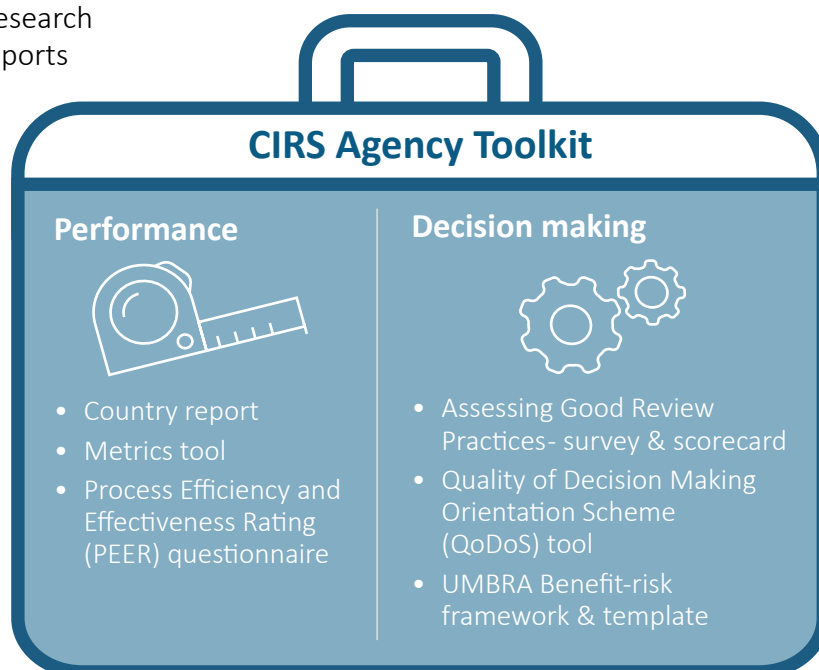 esearch
ports
CIRS Agency Toolkit
Performance
• Country report
• Metrics tool
• Process Efficiency and
Effectiveness Rating
(PEER) questionnaire
Decision making
• Assessing Good Review
Practices- survey & scorecard
• Quality of Decision Making
Orientation Scheme
(QoDoS) tool
• UMBRA Benefit-risk
framework & template